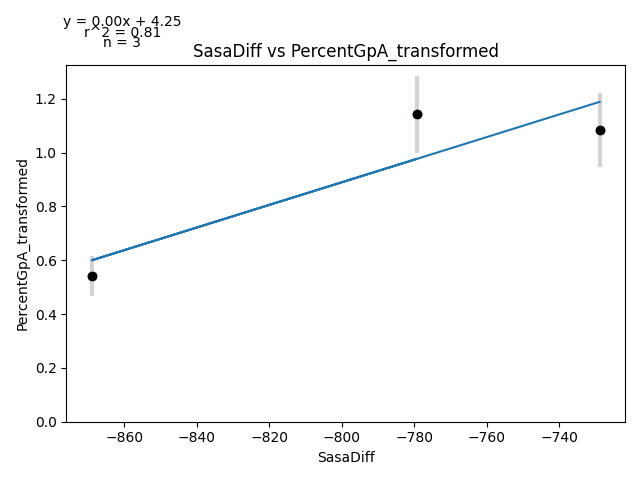 y = 0.00x + 4.25
r^2 = 0.81
n = 3
SasaDiff vs PercentGpA_transformed
PercentGpA_transformed
1.2
1.0
0.8
0.6
0.4
0.2
0.0
−860
−840
−820
−800
−780
−760
−740
SasaDiff